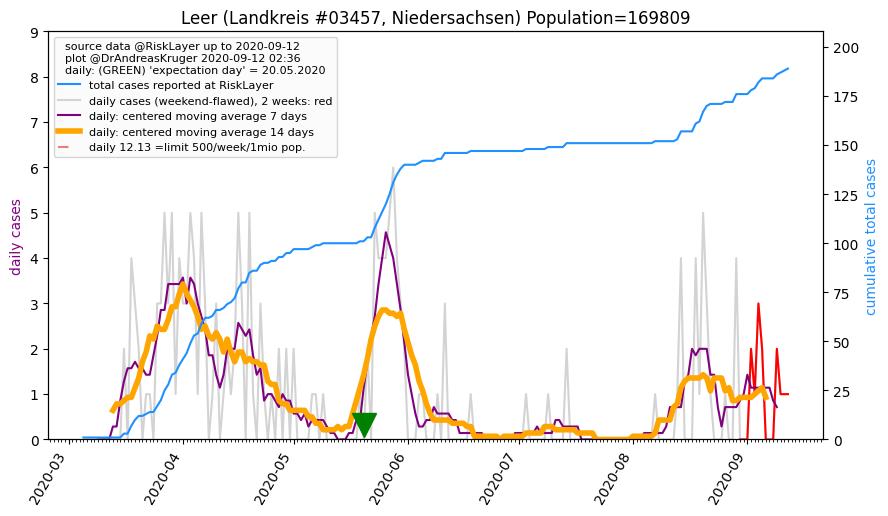 Leer (Landkreis #03457, Niedersachsen) Population=169809
source data @RiskLayer up to 2020-09-12
plot @DrAndreasKruger 2020-09-12 02:36
daily: (GREEN) 'expectation day' = 20.05.2020
total cases reported at RiskLayer
daily cases (weekend-flawed), 2 weeks: red
daily: centered moving average 7 days
daily: centered moving average 14 days
daily 12.13 =limit 500/week/1mio pop.
daily cases
9
8
7
6
5
4
3
2
1
0
cumulative total cases
200
175
150
125
100
75
50
25
0
2020-03
2020-04
2020-05
2020-06
2020-07
2020-08
2020-09